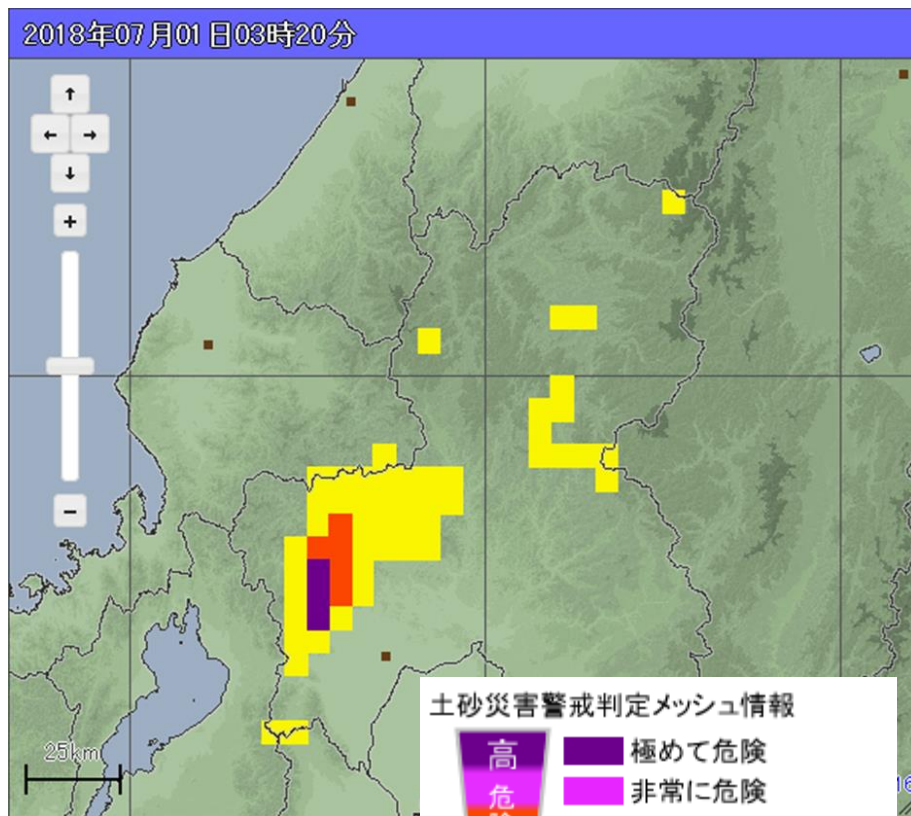 2018年07月01日03時20分
↑
← →
↓
+
−
25km
土砂災害警戒判定メッシュ情報
高 極めて危険
危 非常に危険